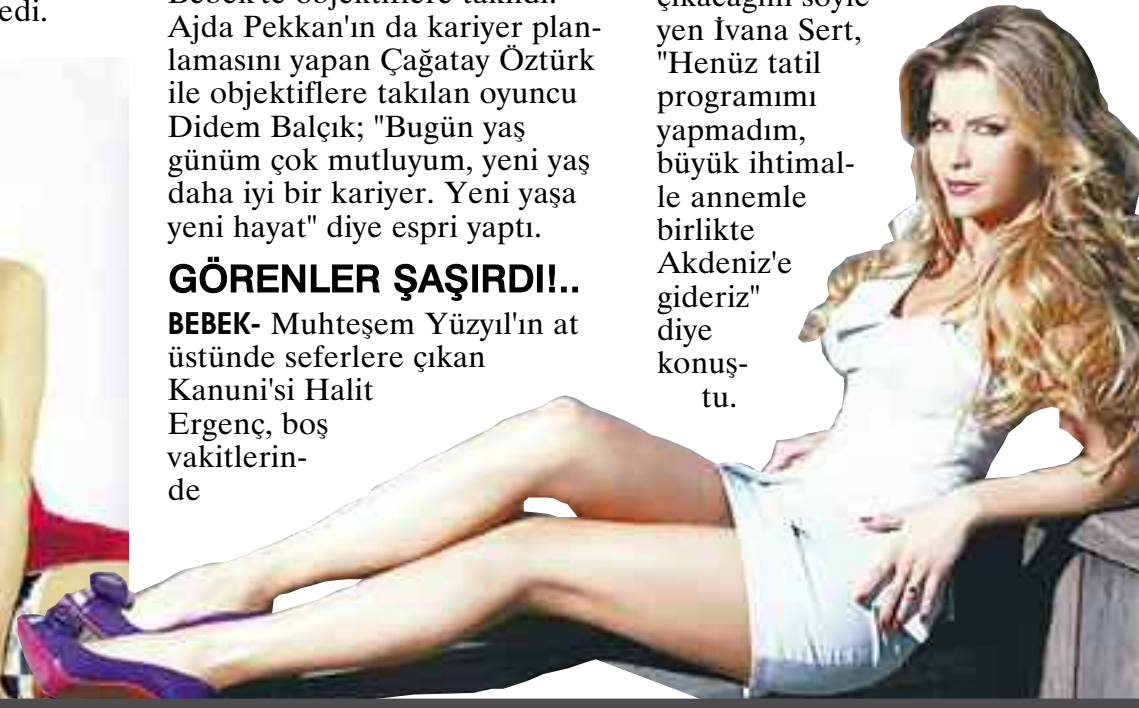 edi.
Bebek'te objektiflere takıldı.
Ajda Pekkan'ın da kariyer plan-
lamasını yapan Çağatay Öztürk
ile objektiflere takılan oyuncu
Didem Balçık; "Bugün yaş
günüm çok mutluyum, yeni yaş
daha iyi bir kariyer. Yeni yaşa
yeni hayat" diye espri yaptı.
GÖRENLER ŞAŞIRDI!..
BEBEK- Muhteşem Yüzyıl'ın at
üstünde seferlere çıkan
Kanuni'si Halit
Ergenç, boş
vakitlerin-
de
çıkacağını söyle
yen İvana Sert,
"Henüz tatil
programımı
yapmadım,
büyük ihtimal-
le annemle
birlikte
Akdeniz'e
gideriz"
diye
konuş-
tu.